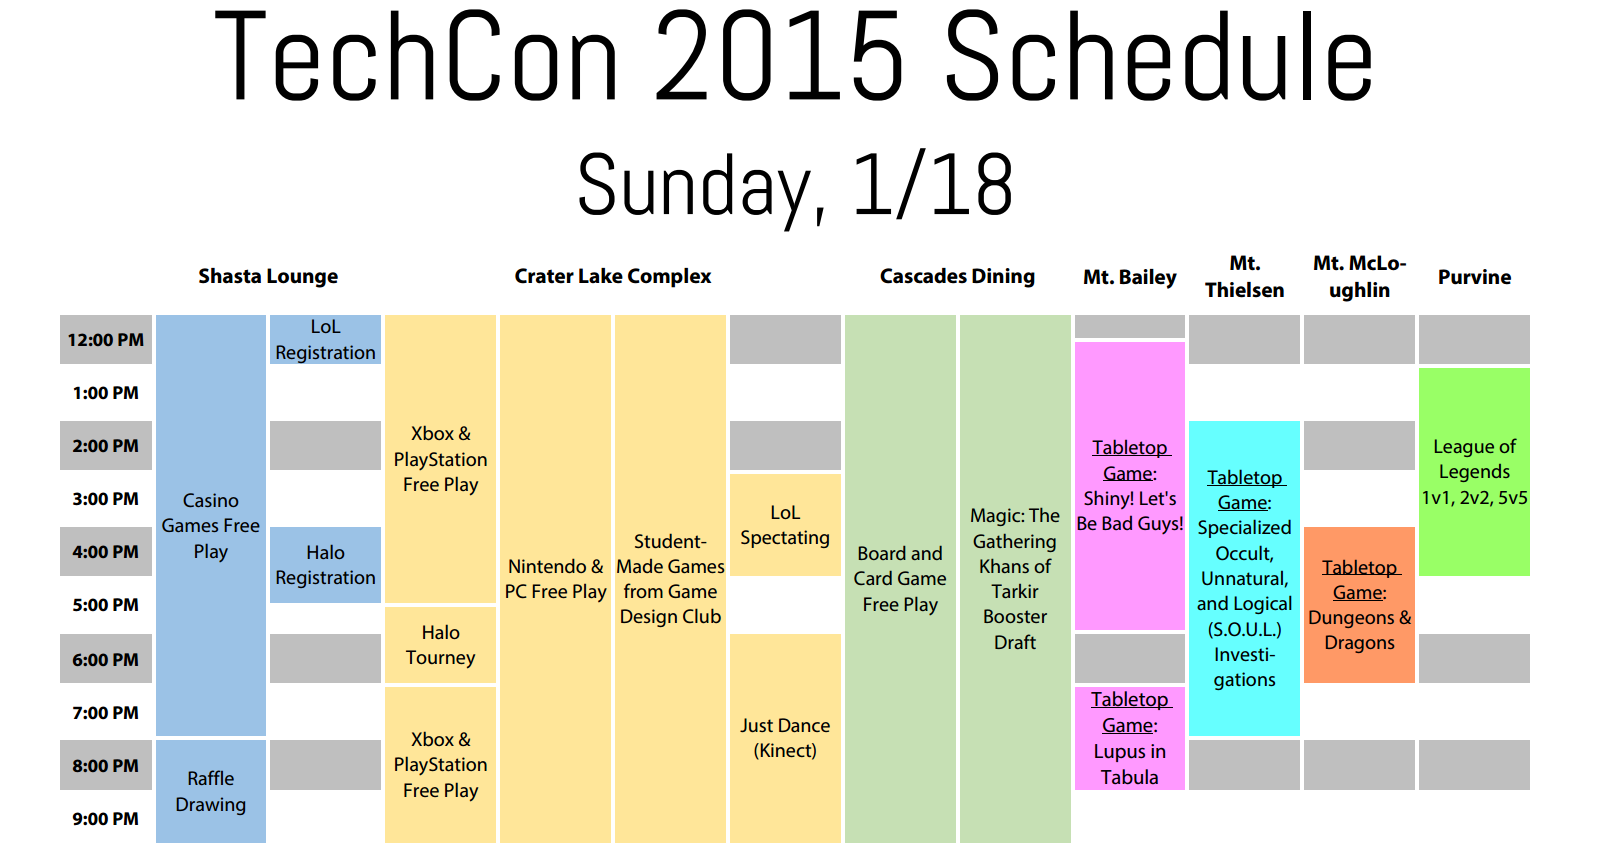 TechCon 2015 Schedule
Sunday, 1/18
Shasta Lounge
Crater Lake Complex
Cascades Dining
Mt. Bailey
Mt.
Thielsen
Mt. McLo-
ughlin
Purvine
12:00 PM
1:00 PM
2:00 PM
3:00 PM
4:00 PM
5:00 PM
6:00 PM
7:00 PM
8:00 PM
9:00 PM
Casino
Games Free
Play
Raffle
Drawing
LoL
Registration
Halo
Registration
Xbox &
PlayStation
Free Play
Halo
Tourney
Xbox &
PlayStation
Free Play
Nintendo &
PC Free Play
Student-
Made Games
from Game
Design Club
LoL
Spectating
Just Dance
(Kinect)
Board and
Card Game
Free Play
Magic: The
Gathering
Khans of
Tarkir
Booster
Draft
Tabletop
Game:
Shiny! Let's
Be Bad Guys!
Tabletop
Game:
Lupus in
Tabula
Tabletop
Game:
Specialized
Occult,
Unnatural,
and Logical
(S.O.U.L.)
Investi-
gations
Tabletop
Game:
Dungeons &
Dragons
League of
Legends
1v1, 2v2, 5v5